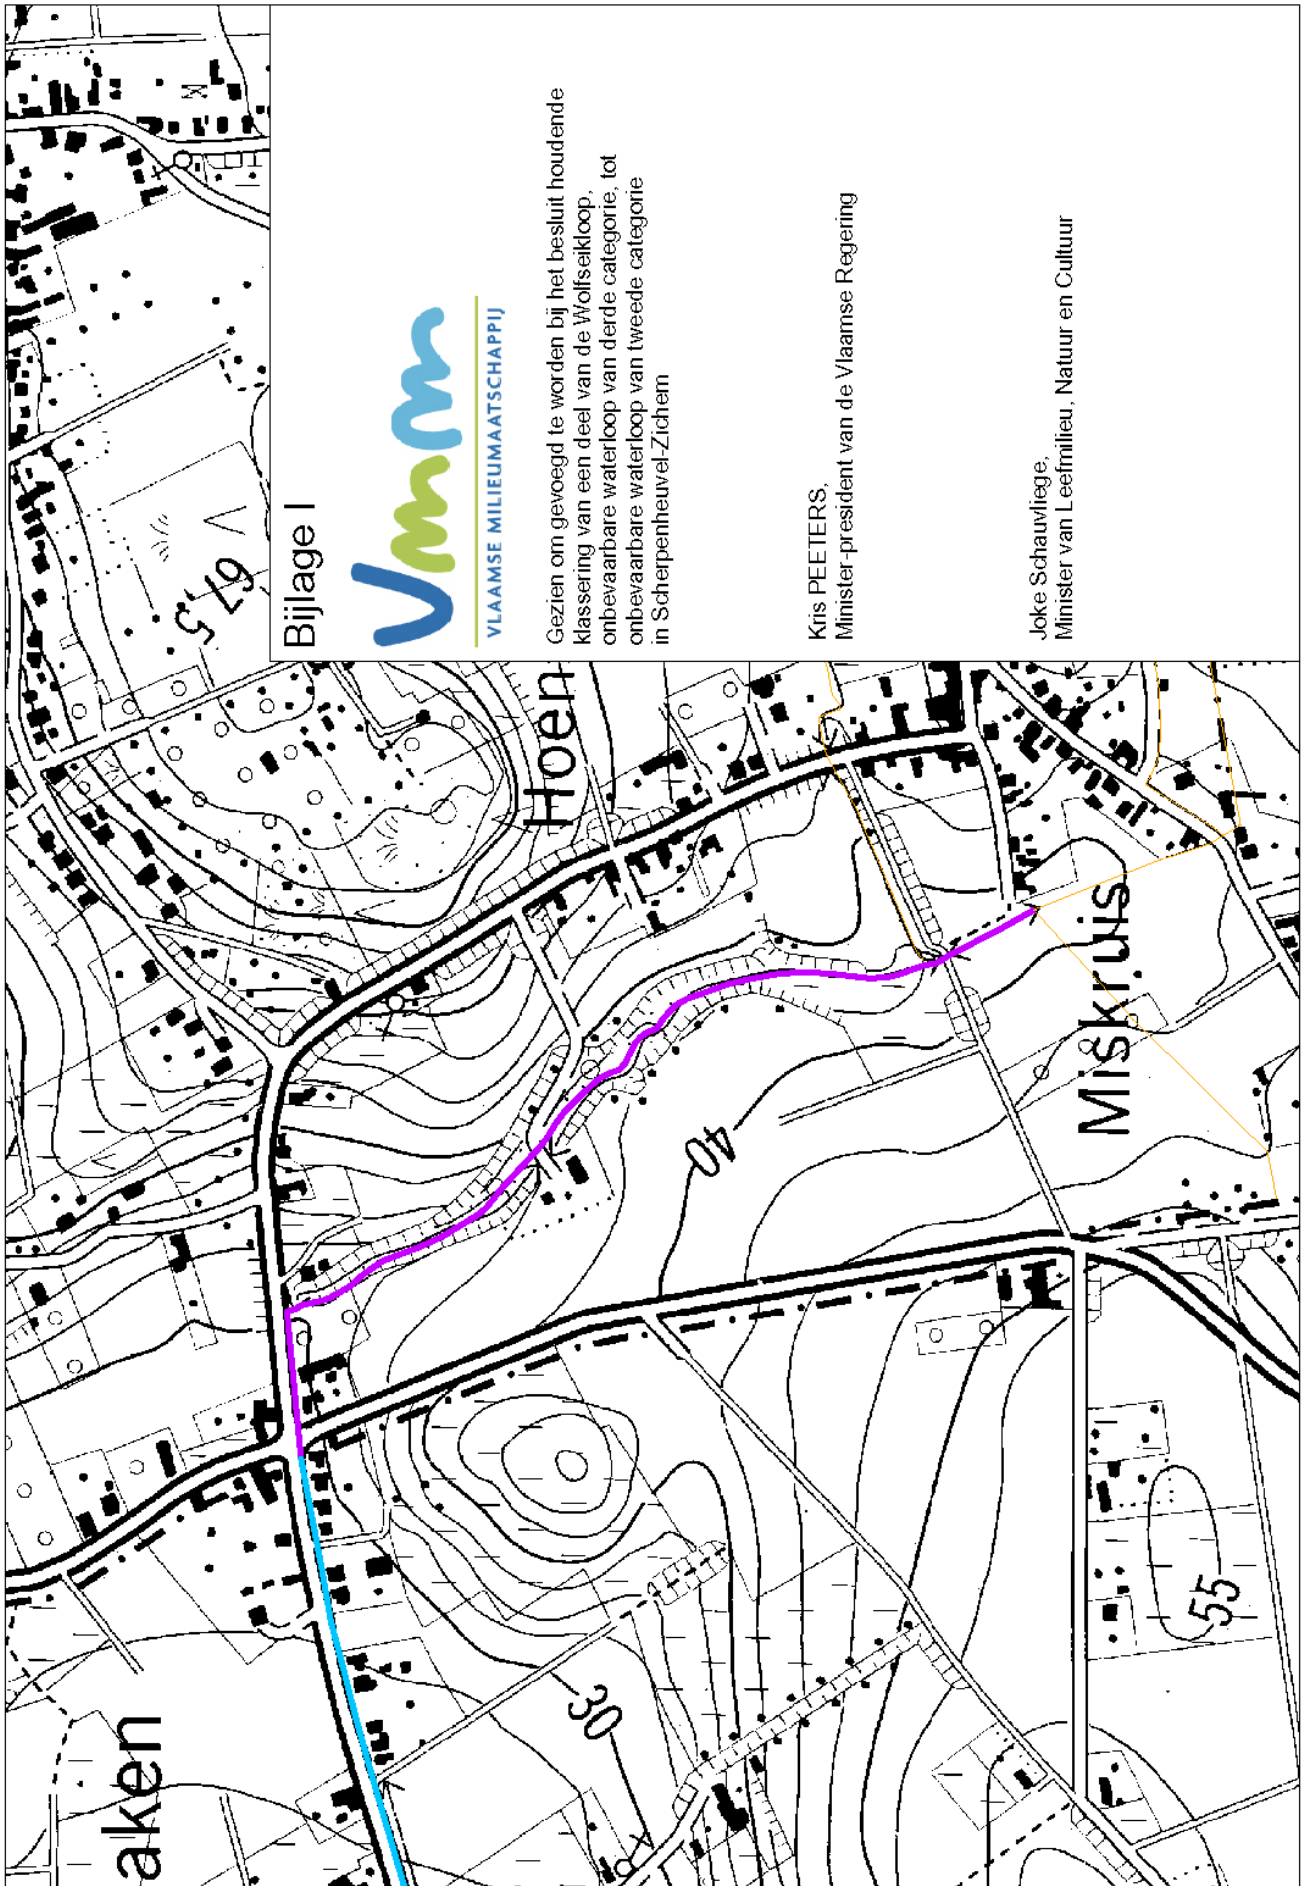 Bijlage I
Vmm
VLAAMSE MILIEUMAATSCHAPPIJ
Gezien om gevoegd te worden bij het besluit houdende
klassering van een deel van de Wolfseikloop,
onbevaarbare waterloop van derde categorie, tot
onbevaarbare waterloop van tweede categorie
in Scherpenheuvel-Zichem
Kris PEETERS,
Minister-president van de Vlaamse Regering
Joke Schauvliege,
Minister van Leefmilieu, Natuur en Cultuur
67,5
Hoen
Miskruis
40
aken
30
55